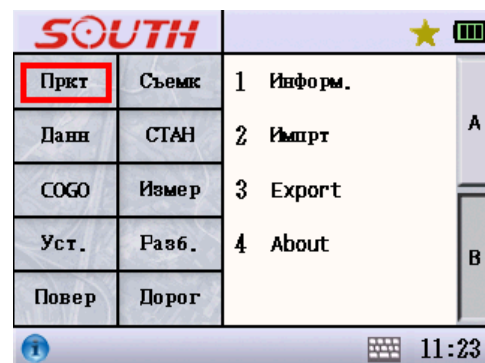 SOUTH
Пркт
Съемк
Данн
СТАН
COGO
Измер
Уст.
Разб.
Повер
Дорог
1 Информ.
2 Импрт
3 Export
4 About
A
B
11:23